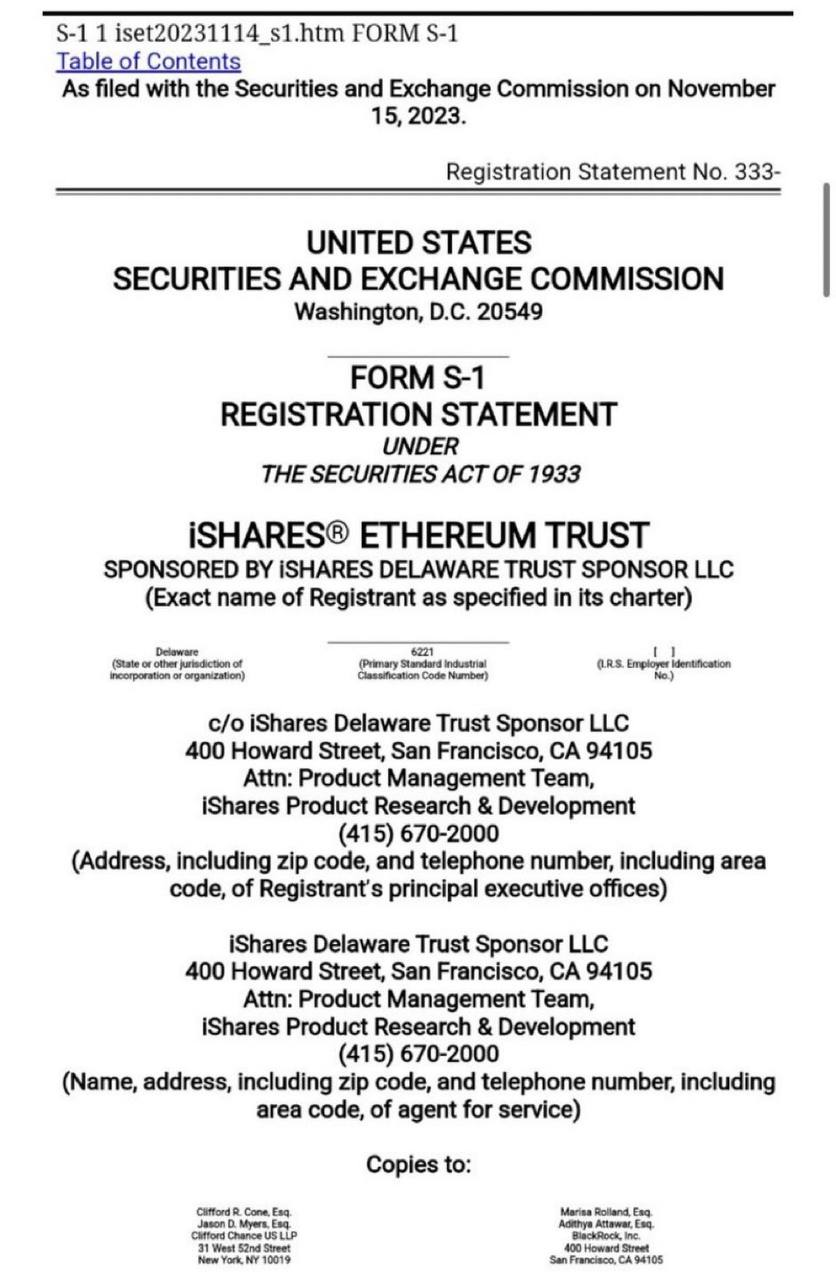 S-1 1 iset20231114_s1.htm FORM S-1
Table of Contents
As filed with the Securities and Exchange Commission on November
15, 2023.
Registration Statement No. 333-
UNITED STATES
SECURITIES AND EXCHANGE COMMISSION
Washington, D.C. 20549
FORM S-1
REGISTRATION STATEMENT
UNDER
THE SECURITIES ACT OF 1933
iSHARES® ETHEREUM TRUST
SPONSORED BY iSHARES DELAWARE TRUST SPONSOR LLC
(Exact name of Registrant as specified in its charter)
Delaware
(State or other jurisdiction of
incorporation or organization)
6221
(Primary Standard Industrial
Classification Code Number)
[ ]
(I.R.S. Employer Identification
No.)
c/o iShares Delaware Trust Sponsor LLC
400 Howard Street, San Francisco, CA 94105
Attn: Product Management Team,
iShares Product Research & Development
(415) 670-2000
(Address, including zip code, and telephone number, including area
code, of Registrant's principal executive offices)
iShares Delaware Trust Sponsor LLC
400 Howard Street, San Francisco, CA 94105
Attn: Product Management Team,
iShares Product Research & Development
(415) 670-2000
(Name, address, including zip code, and telephone number, including
area code, of agent for service)
Copies to:
Clifford R. Cone, Esq.
Jason D. Myers, Esq.
Clifford Chance US LLP
31 West 52nd Street
New York, NY 10019
Marisa Rolland, Esq.
Adithya Attawar, Esq.
BlackRock, Inc.
400 Howard Street
San Francisco, CA 94105